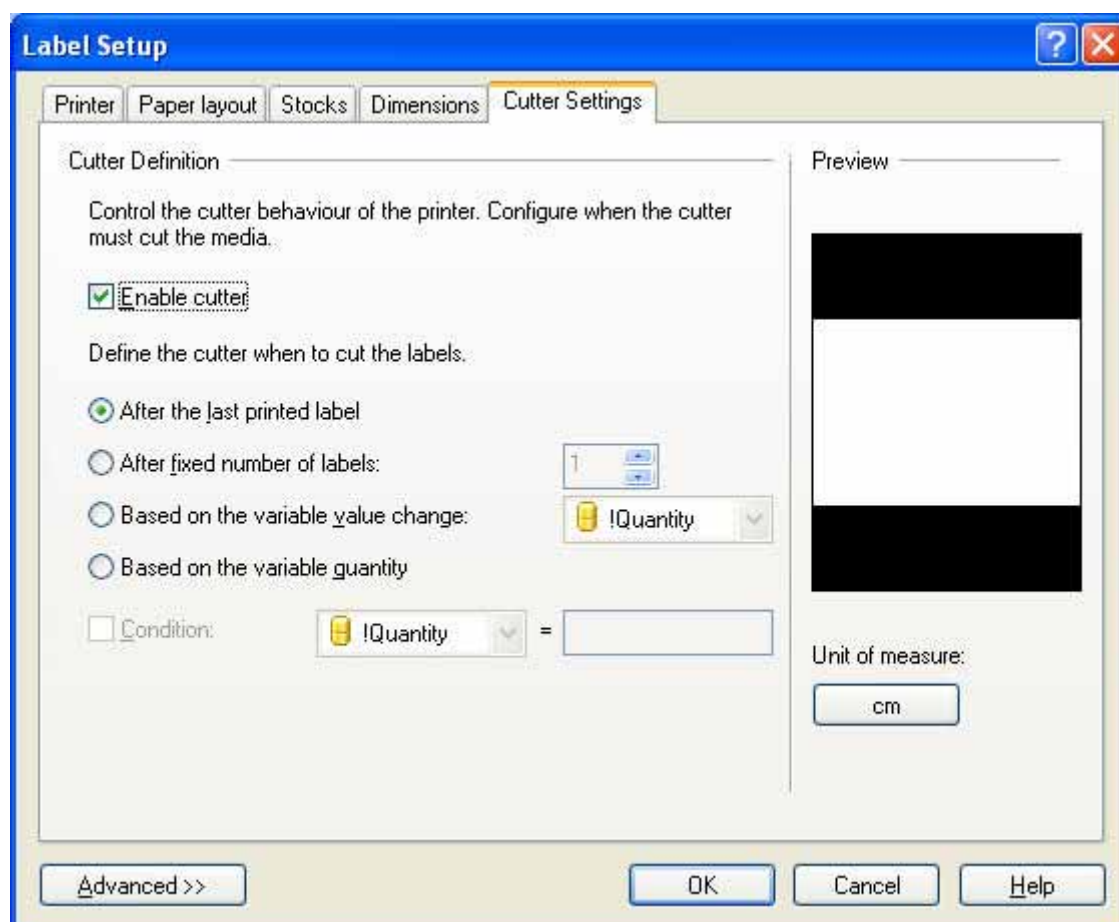 Label Setup
Printer Paper layout Stocks Dimensions Cutter Settings
Cutter Definition
Control the cutter behaviour of the printer. Configure when the cutter
must cut the media.
Enable cutter
Define the cutter when to cut the labels.
After the last printed label
After fixed number of labels: 1
Based on the variable value change: !Quantity
Based on the variable quantity
Condition: !Quantity =
Preview
Unit of measure:
cm
Advanced >> OK Cancel Help